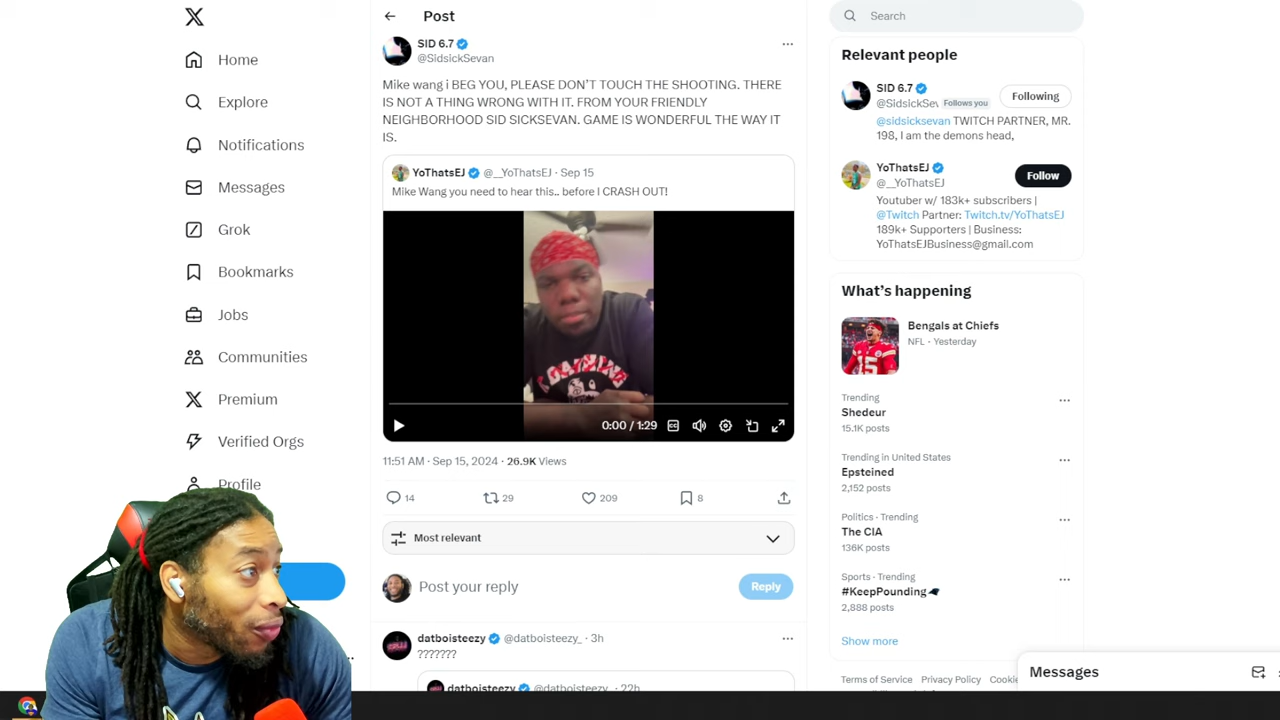 Home
Explore
Notifications
Messages
Grok
Bookmarks
Jobs
Communities
Premium
Verified Orgs
Profile
Post
SID 6.7
@SidsickSevan
Mike wang i BEG YOU, PLEASE DON'T TOUCH THE SHOOTING. THERE
IS NOT A THING WRONG WITH IT. FROM YOUR FRIENDLY
NEIGHBORHOOD SID SICKSEVAN. GAME IS WONDERFUL THE WAY IT
IS.
YoThatsEJ @__YoThatsEJ · Sep 15
Mike Wang you need to hear this.. before I CRASH OUT!
0:00 / 1:29
11:51 AM · Sep 15, 2024 · 26.9K Views
14 29 209 8
Most relevant
Post your reply
Reply
datboisteezy @datboisteezy_ · 3h
???????
datboisteezy @datboisteezy_ · 22h
Search
Relevant people
SID 6.7
@SidsickSev Follows you
Following
@sidsicksevan TWITCH PARTNER, MR.
198, I am the demons head,
YoThatsEJ
@__YoThatsEJ
Follow
Youtuber w/ 183k+ subscribers |
@Twitch Partner: Twitch.tv/YoThatsEJ
189k+ Supporters | Business:
YoThatsEJBusiness@gmail.com
What's happening
Bengals at Chiefs
NFL · Yesterday
Trending
Shedeur
15.1K posts
Trending in United States
Epsteined
2,152 posts
Politics · Trending
The CIA
136K posts
Sports · Trending
#KeepPounding
2,888 posts
Show more
Terms of Service Privacy Policy Cookie
Messages